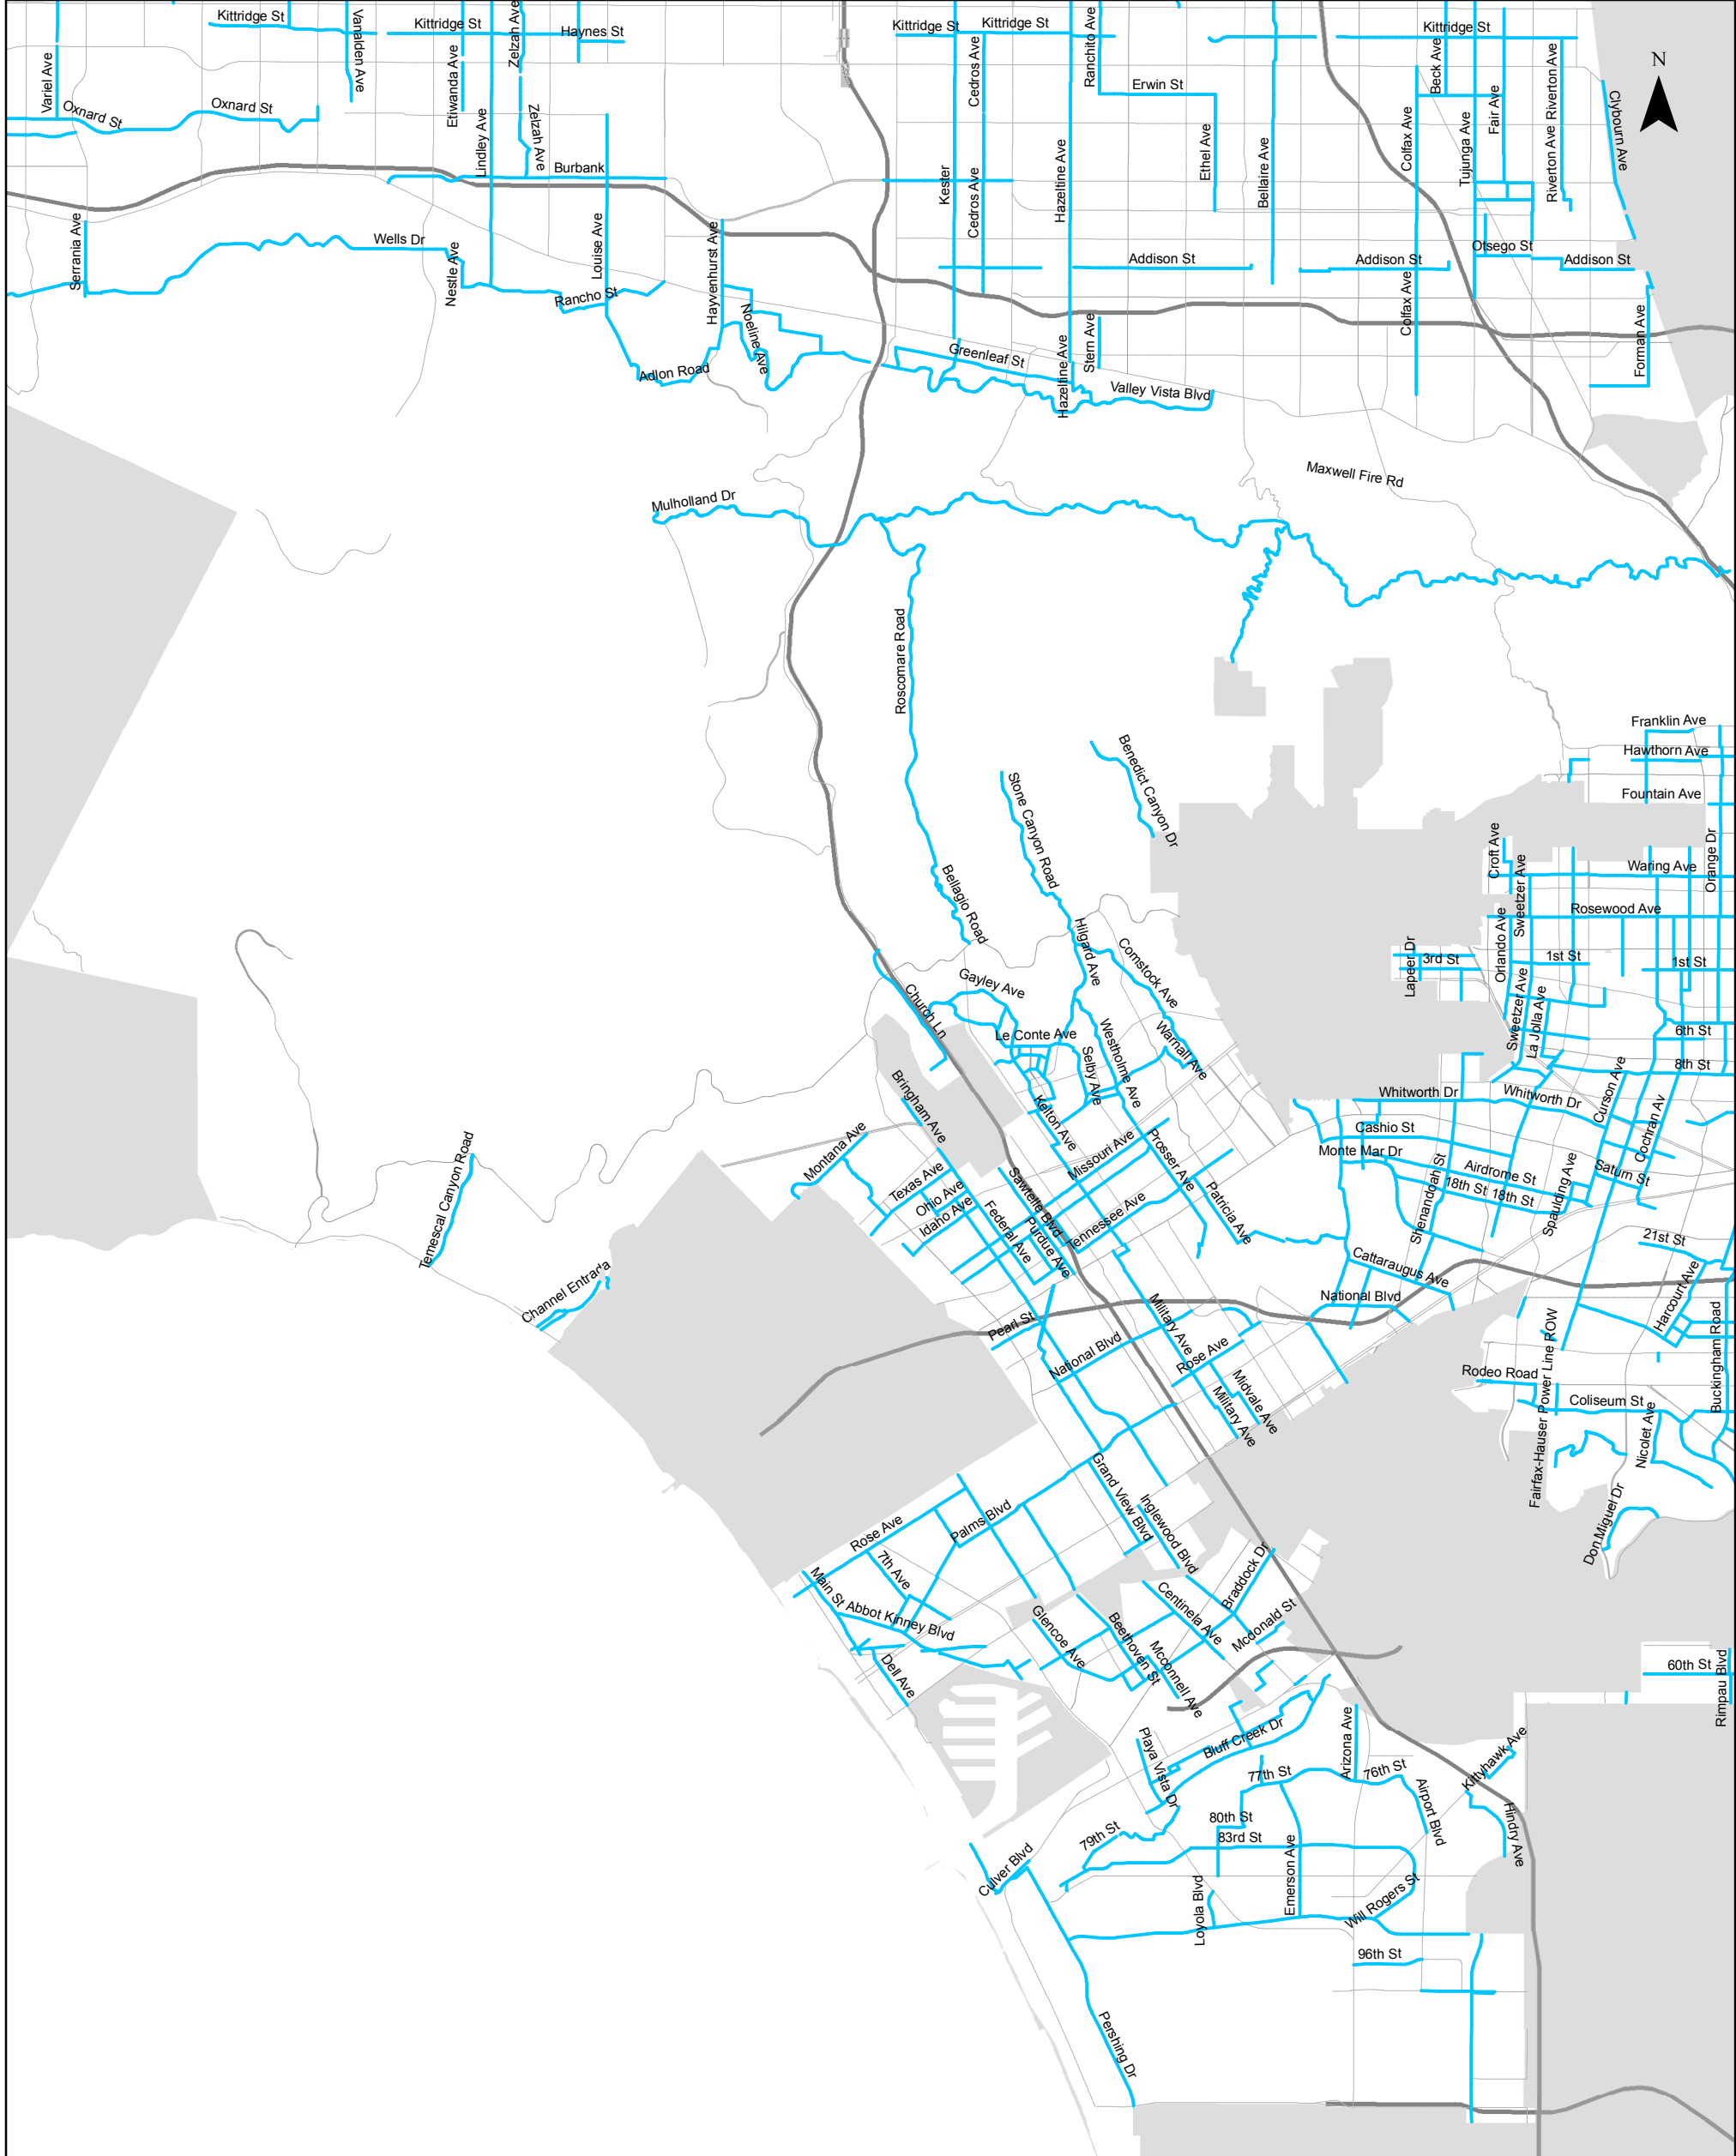 Kittridge St
Vanalden Ave
Kittridge St
Zelzah Ave
Haynes St
Kittridge St
Kittridge St
Ranchito Ave
Kittridge St
N
Variel Ave
Oxnard St
Oxnard St
Etiwanda Ave
Lindley Ave
Zelzah Ave
Burbank
Cedros Ave
Erwin St
Beck Ave
Fair Ave
Riverton Ave
Clybourn Ave
Kester
Cedros Ave
Hazeltine Ave
Ethel Ave
Bellaire Ave
Colfax Ave
Tujunga Ave
Riverton Ave
Serrania Ave
Wells Dr
Nestle Ave
Louise Ave
Rancho St
Hayvenhurst Ave
Noeline Ave
Adlon Road
Addison St
Addison St
Otsego St
Addison St
Colfax Ave
Forman Ave
Greenleaf St
Hazeltine Ave
Stern Ave
Valley Vista Blvd
Maxwell Fire Rd
Mulholland Dr
Roscomare Road
Benedict Canyon Dr
Stone Canyon Road
Bellagio Road
Franklin Ave
Hawthorn Ave
Fountain Ave
Croft Ave
Sweetzer Ave
Waring Ave
Orange Dr
Rosewood Ave
Orlando Ave
Lapeer Dr
3rd St
1st St
1st St
Hilgard Ave
Comstock Ave
Gayley Ave
Church Ln
Le Conte Ave
Selby Ave
Westholme Ave
Warnall Ave
Sweetzer Ave
La Jolla Ave
6th St
8th St
Bringham Ave
Kelton Ave
Whitworth Dr
Whitworth Dr
Curson Ave
Cochran Av
Montana Ave
Missouri Ave
Prosser Ave
Cashio St
Monte Mar Dr
Airdrome St
Saturn St
Temescal Canyon Road
Texas Ave
Ohio Ave
Idaho Ave
Sawtelle Blvd
Federal Ave
Purdue Ave
Tennessee Ave
Patricia Ave
Shenandoah St
18th St
18th St
Spaulding Ave
21st St
Channel Entrada
Cattaraugus Ave
Harcourt Ave
Pearl St
Military Ave
National Blvd
National Blvd
Rose Ave
Midvale Ave
Military Ave
Rodeo Road
Fairfax-Hauser Power Line ROW
Coliseum St
Nicolet Ave
Buckingham Road
Don Miguel Dr
Rose Ave
Palms Blvd
Grand View Blvd
Inglewood Blvd
7th Ave
Main St
Abbot Kinney Blvd
Dell Ave
Glencoe Ave
Beethoven St
Mcconnell Ave
Centinela Ave
Braddock Dr
Mcdonald St
60th St
Rimpau Blvd
Playa Vista Dr
Bluff Creek Dr
77th St
Arizona Ave
76th St
Airport Blvd
Kittyhawk Ave
Hindry Ave
79th St
80th St
83rd St
Culver Blvd
Loyola Blvd
Emerson Ave
Will Rogers St
96th St
Pershing Dr